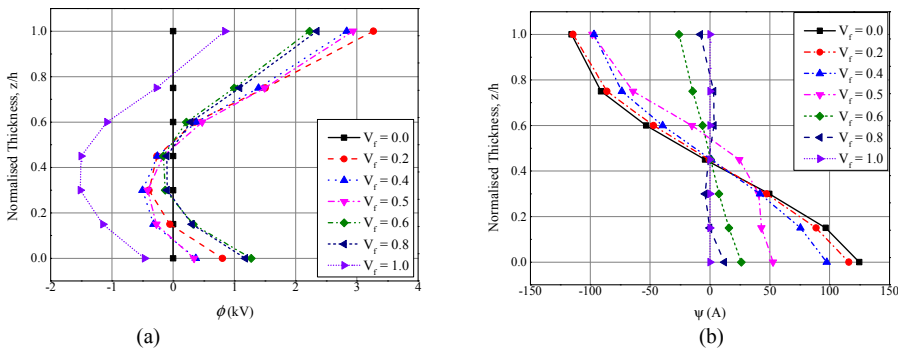 Normalised Thickness, z/h
1.0
0.8
0.6
0.4
0.2
0.0
-2 -1 0 1 2 3 4
ϕ (kV)
V_f = 0.0
V_f = 0.2
V_f = 0.4
V_f = 0.5
V_f = 0.6
V_f = 0.8
V_f = 1.0
(a)
Normalised Thickness, z/h
1.0
0.8
0.6
0.4
0.2
0.0
-150 -100 -50 0 50 100 150
ψ (A)
V_f = 0.0
V_f = 0.2
V_f = 0.4
V_f = 0.5
V_f = 0.6
V_f = 0.8
V_f = 1.0
(b)